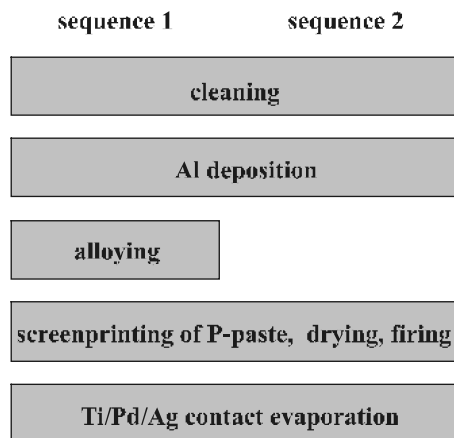 sequence 1 sequence 2
cleaning
Al deposition
alloying
screenprinting of P-paste, drying, firing
Ti/Pd/Ag contact evaporation